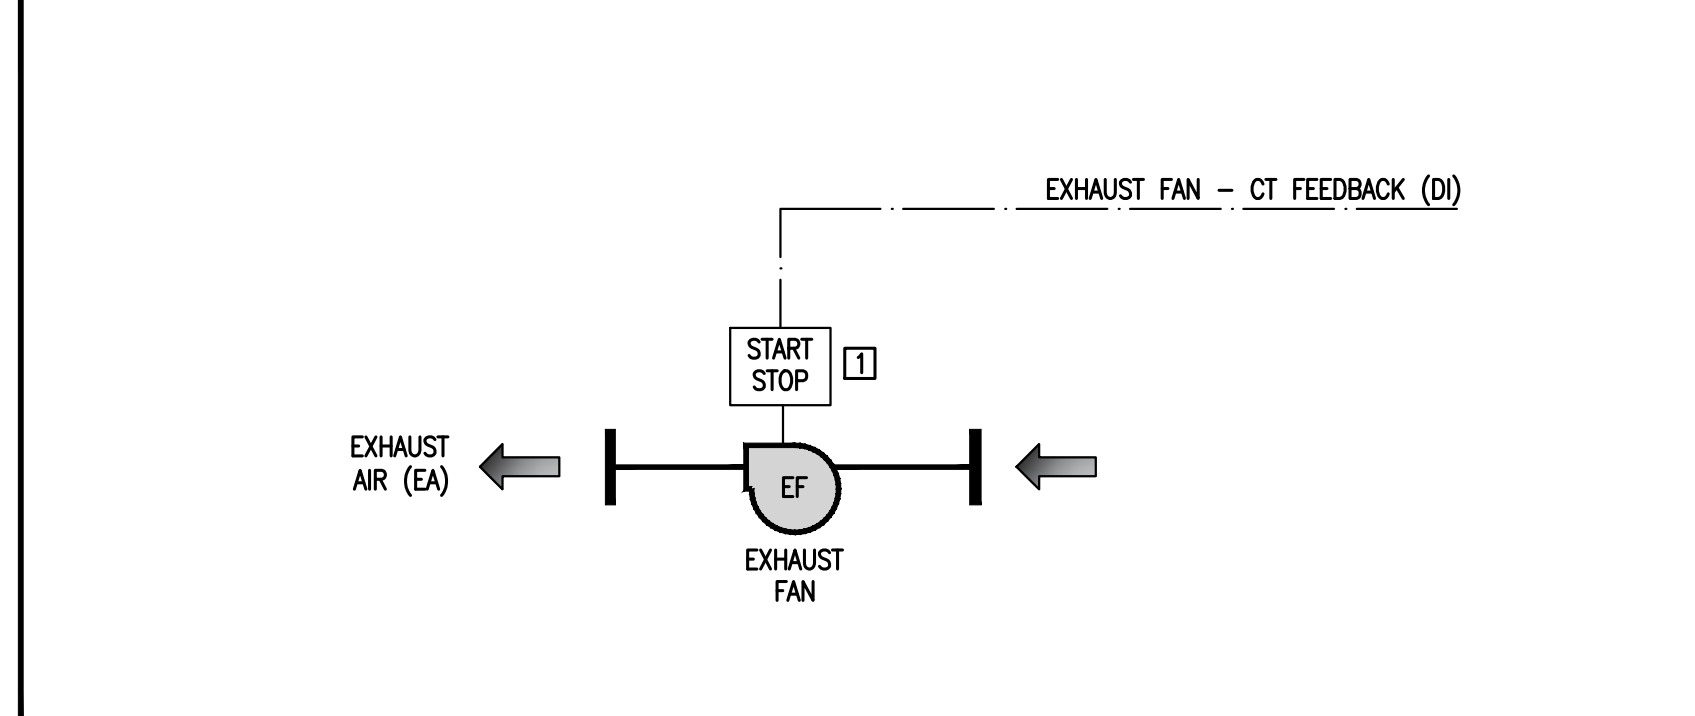 EXHAUST FAN - CT FEEDBACK (DI)
START
STOP
1
EXHAUST
AIR (EA)
EF
EXHAUST
FAN